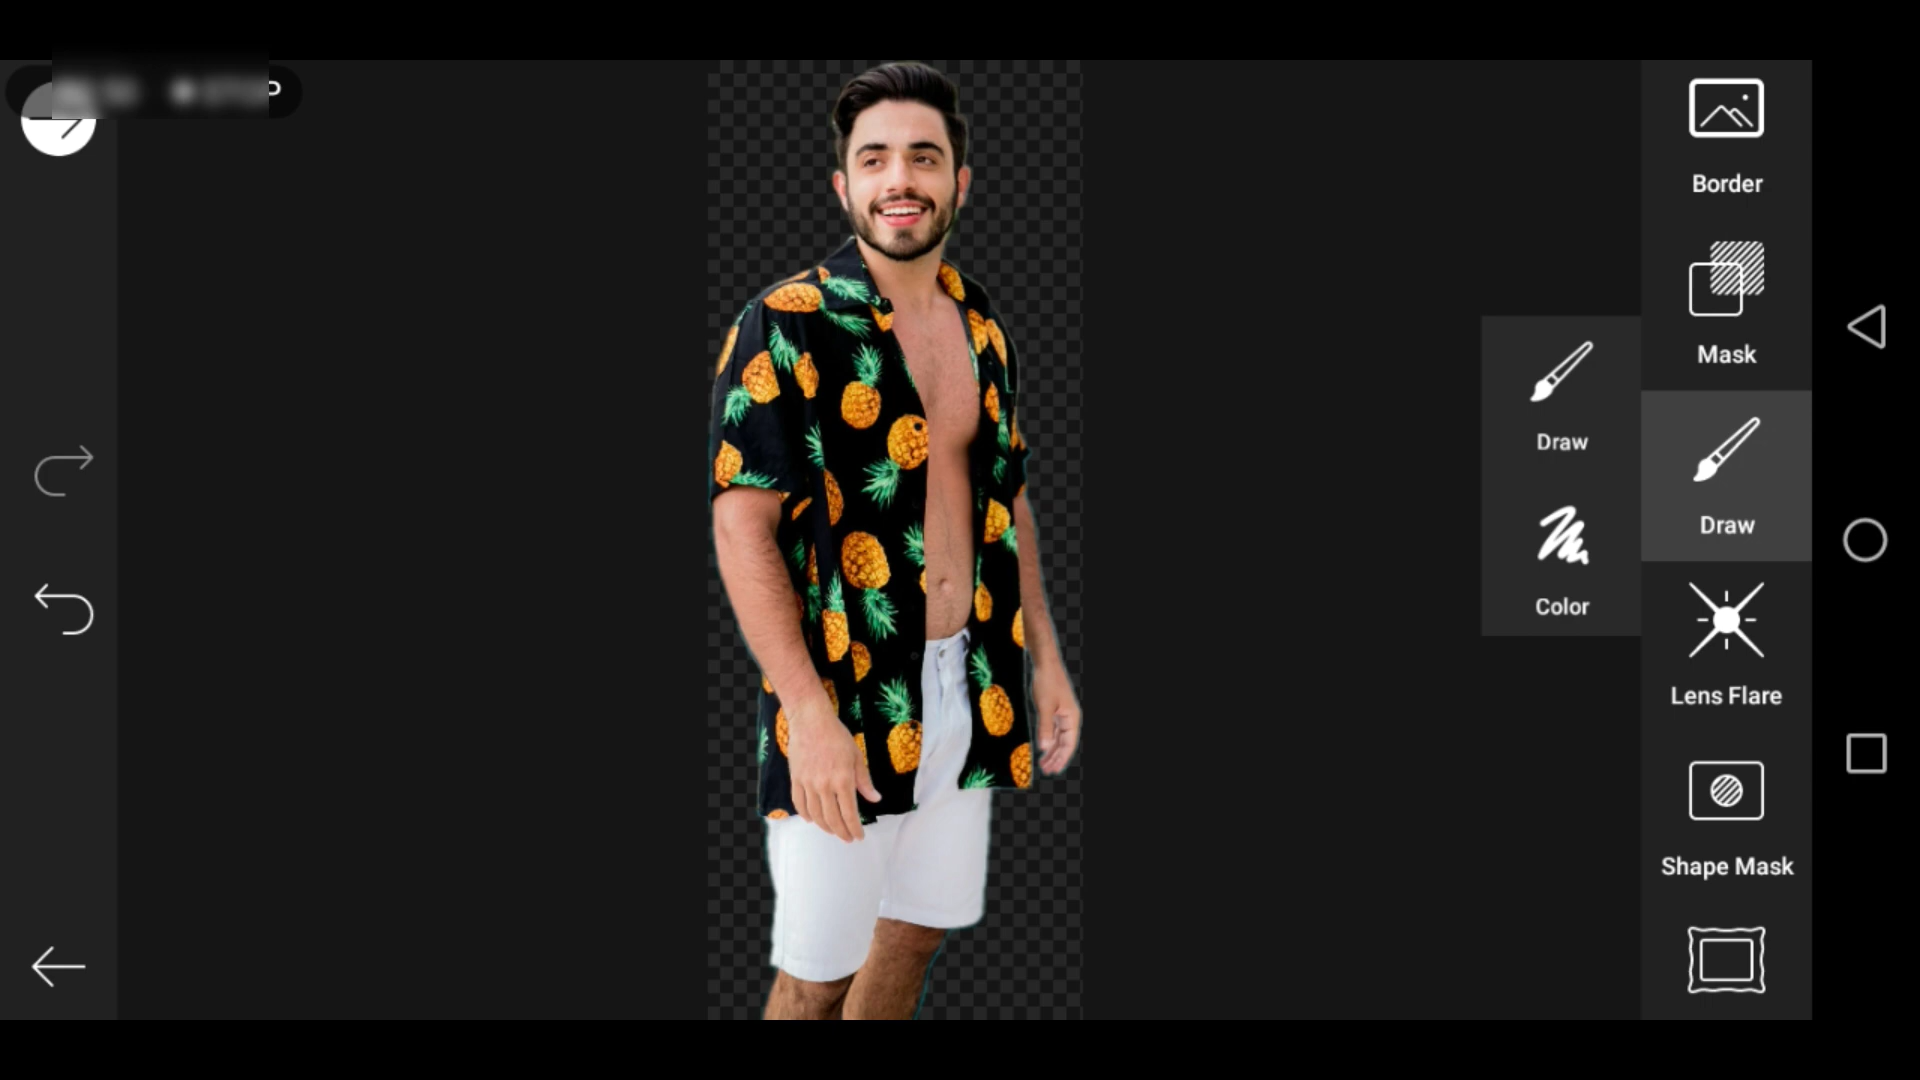 Border
Mask
Draw
Color
Draw
Lens Flare
Shape Mask